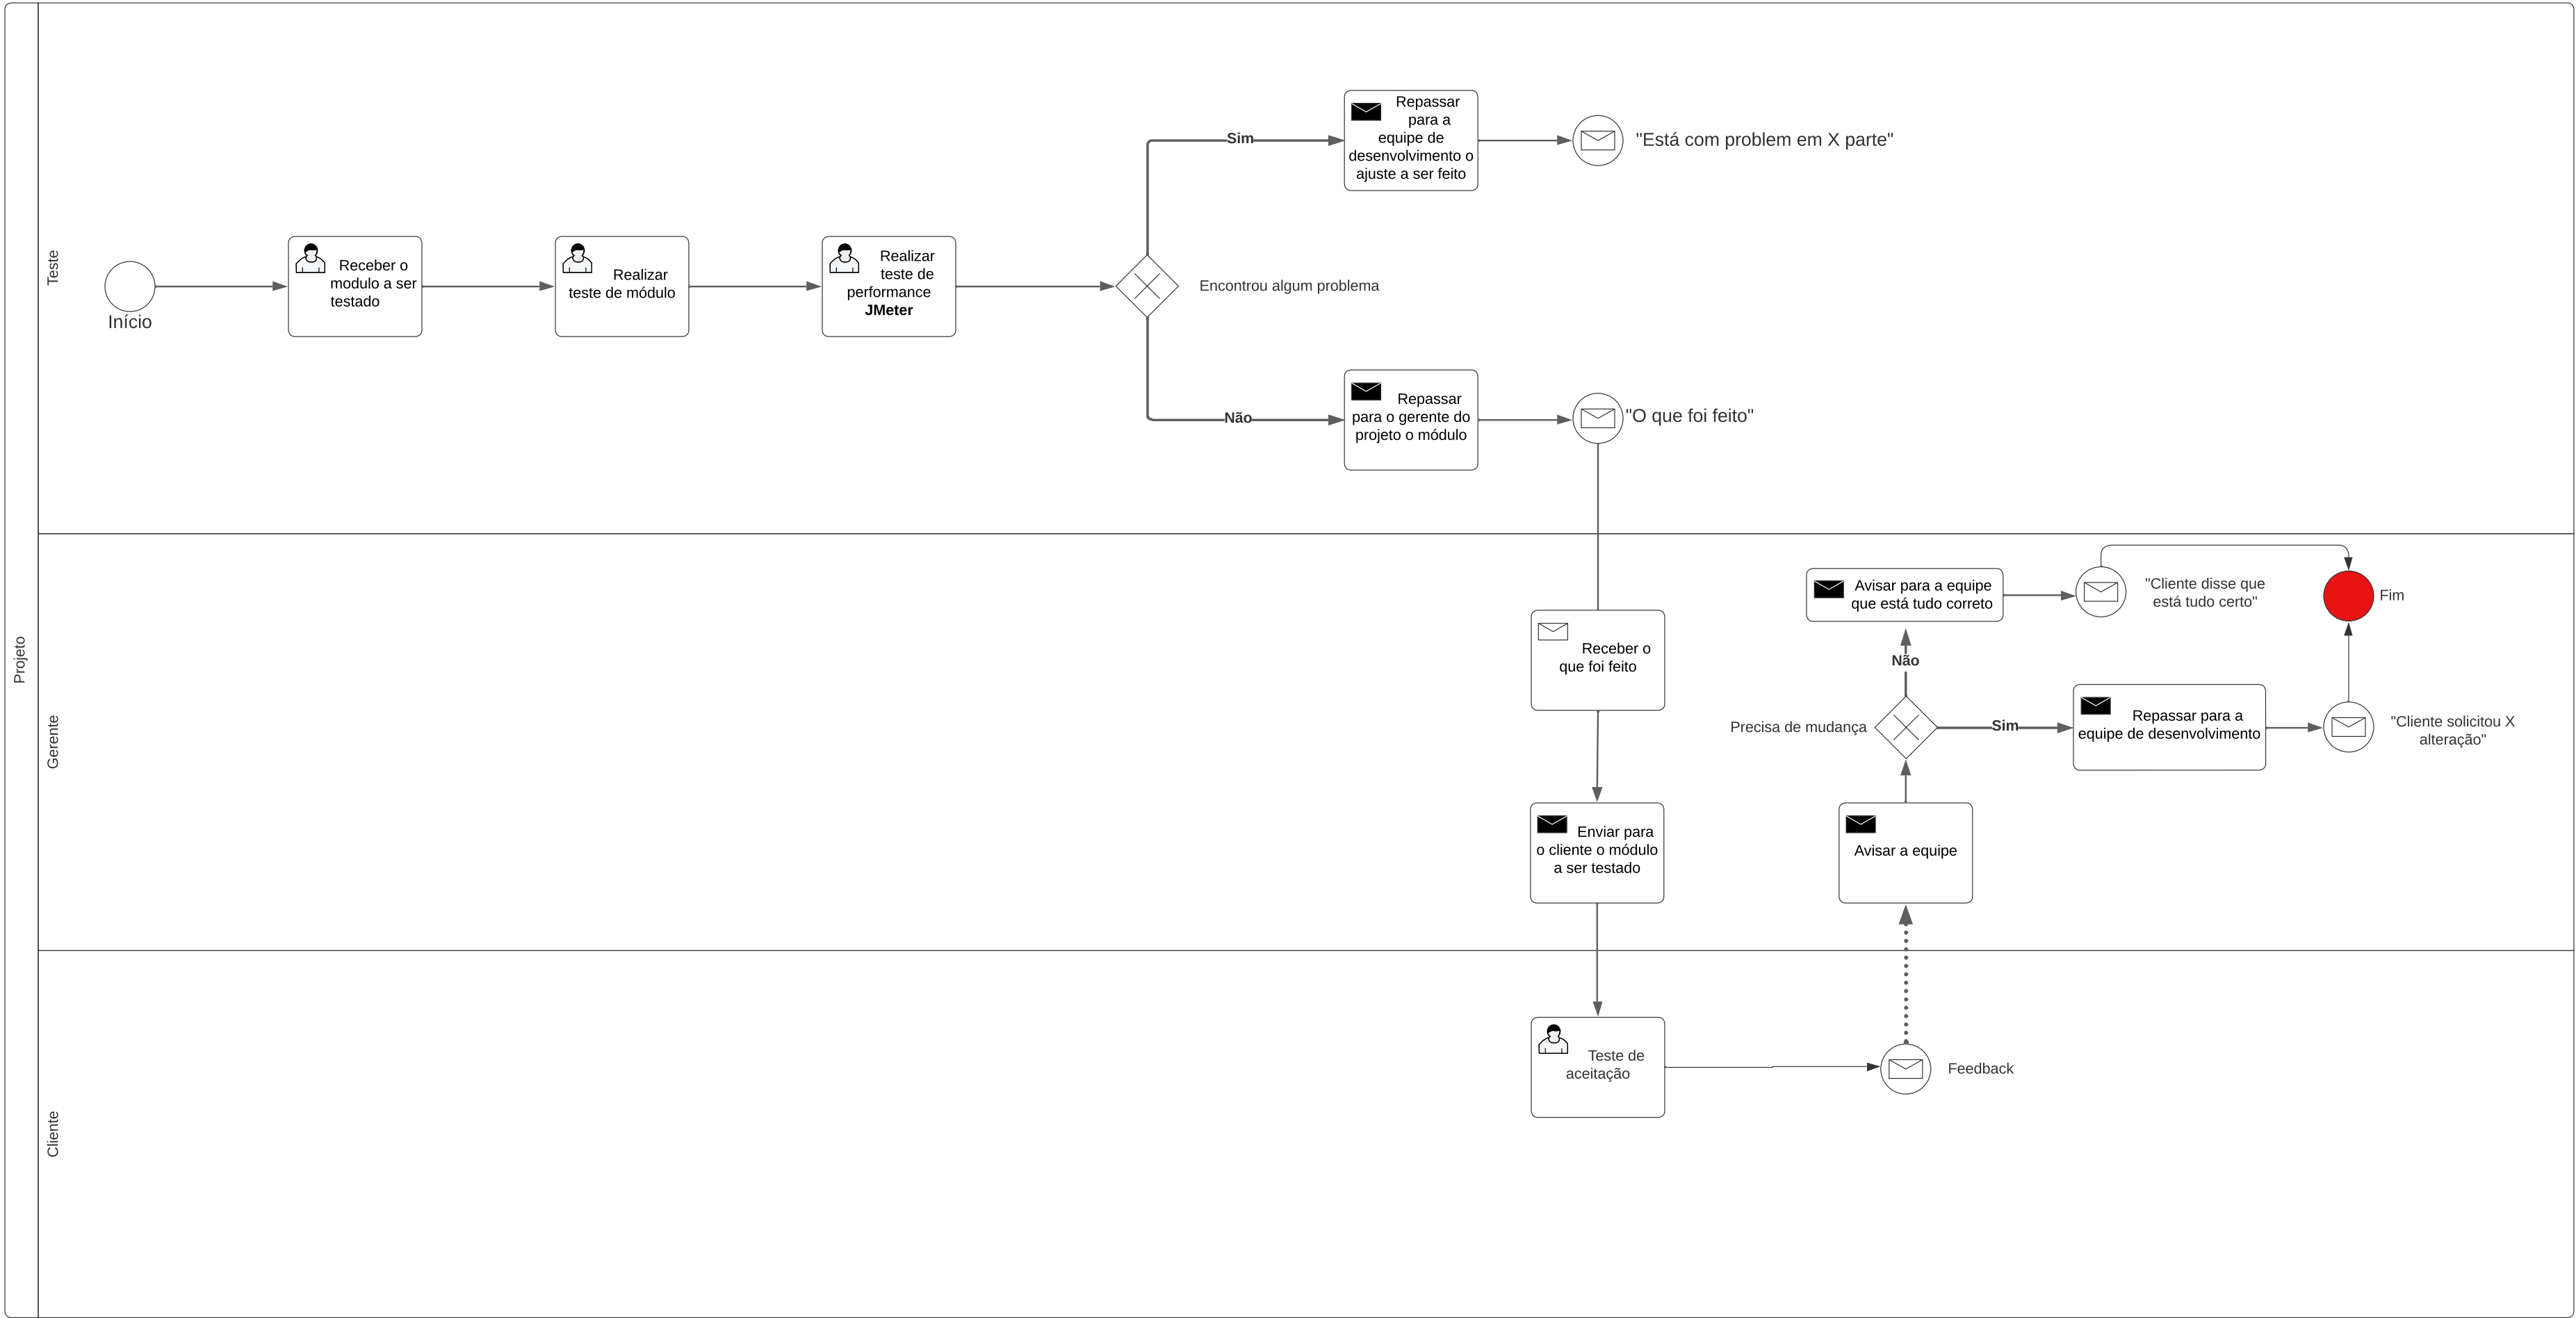 Projeto
Teste
Início
Receber o
modulo a ser
testado
Realizar
teste de módulo
Realizar
teste de
performance
JMeter
Encontrou algum problema
Sim
Repassar
para a
equipe de
desenvolvimento o
ajuste a ser feito
"Está com problem em X parte"
Não
Repassar
para o gerente do
projeto o módulo
"O que foi feito"
Gerente
Receber o
que foi feito
Enviar para
o cliente o módulo
a ser testado
Avisar para a equipe
que está tudo correto
"Cliente disse que
está tudo certo"
Fim
Não
Precisa de mudança
Sim
Repassar para a
equipe de desenvolvimento
"Cliente solicitou X
alteração"
Avisar a equipe
Cliente
Teste de
aceitação
Feedback